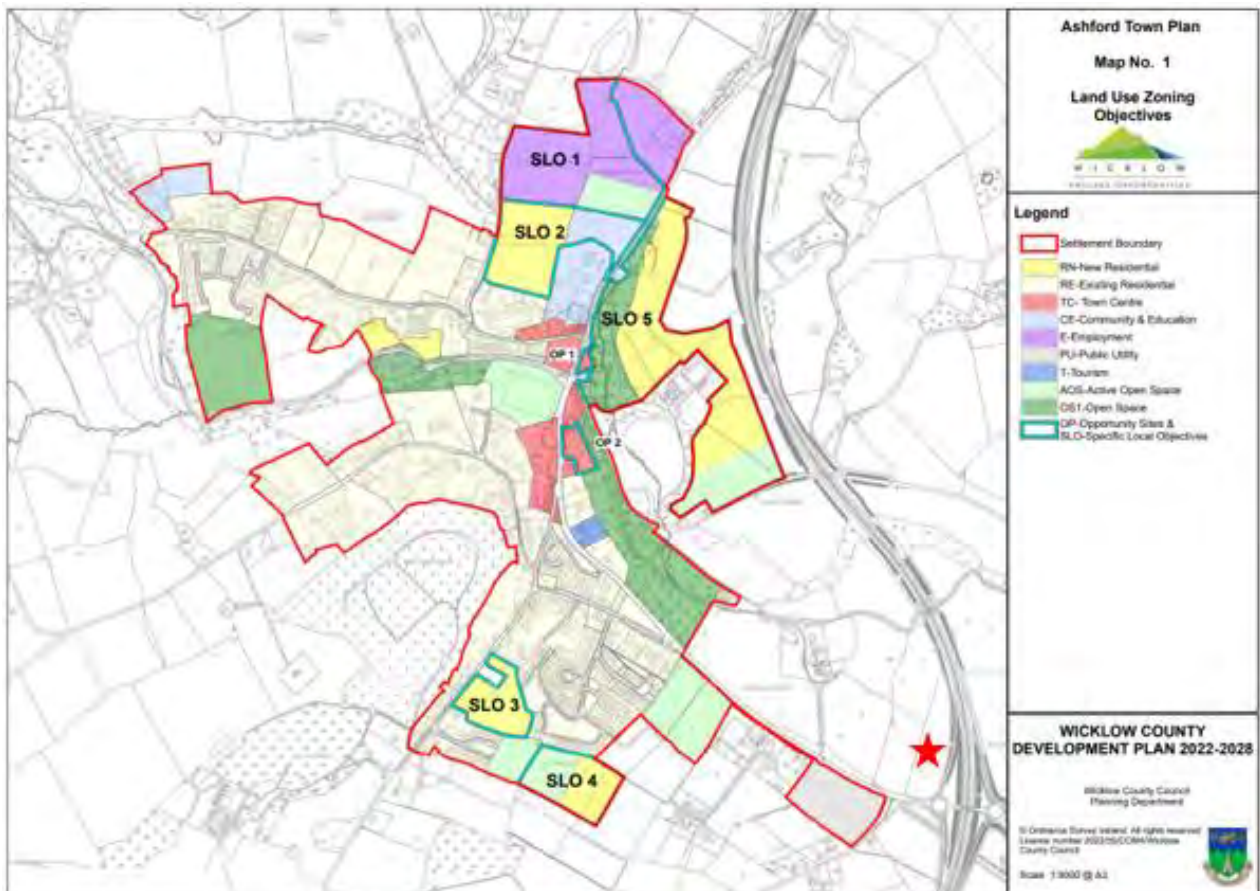 Ashford Town Plan
Map No. 1
Land Use Zoning
Objectives
WICKLOW
Legend
Settlement Boundary
RN-New Residential
RE-Existing Residential
TC- Town Centre
CE-Community & Education
E-Employment
PU-Public Utility
T-Tourism
AOS-Active Open Space
OS1-Open Space
OP-Opportunity Sites &
SLO-Specific Local Objectives
SLO 1
SLO 2
SLO 5
OP 1
OP 2
SLO 3
SLO 4
WICKLOW COUNTY
DEVELOPMENT PLAN 2022-2028
Wicklow County Council
Planning Department
© Ordnance Survey Ireland. All rights reserved
County Council